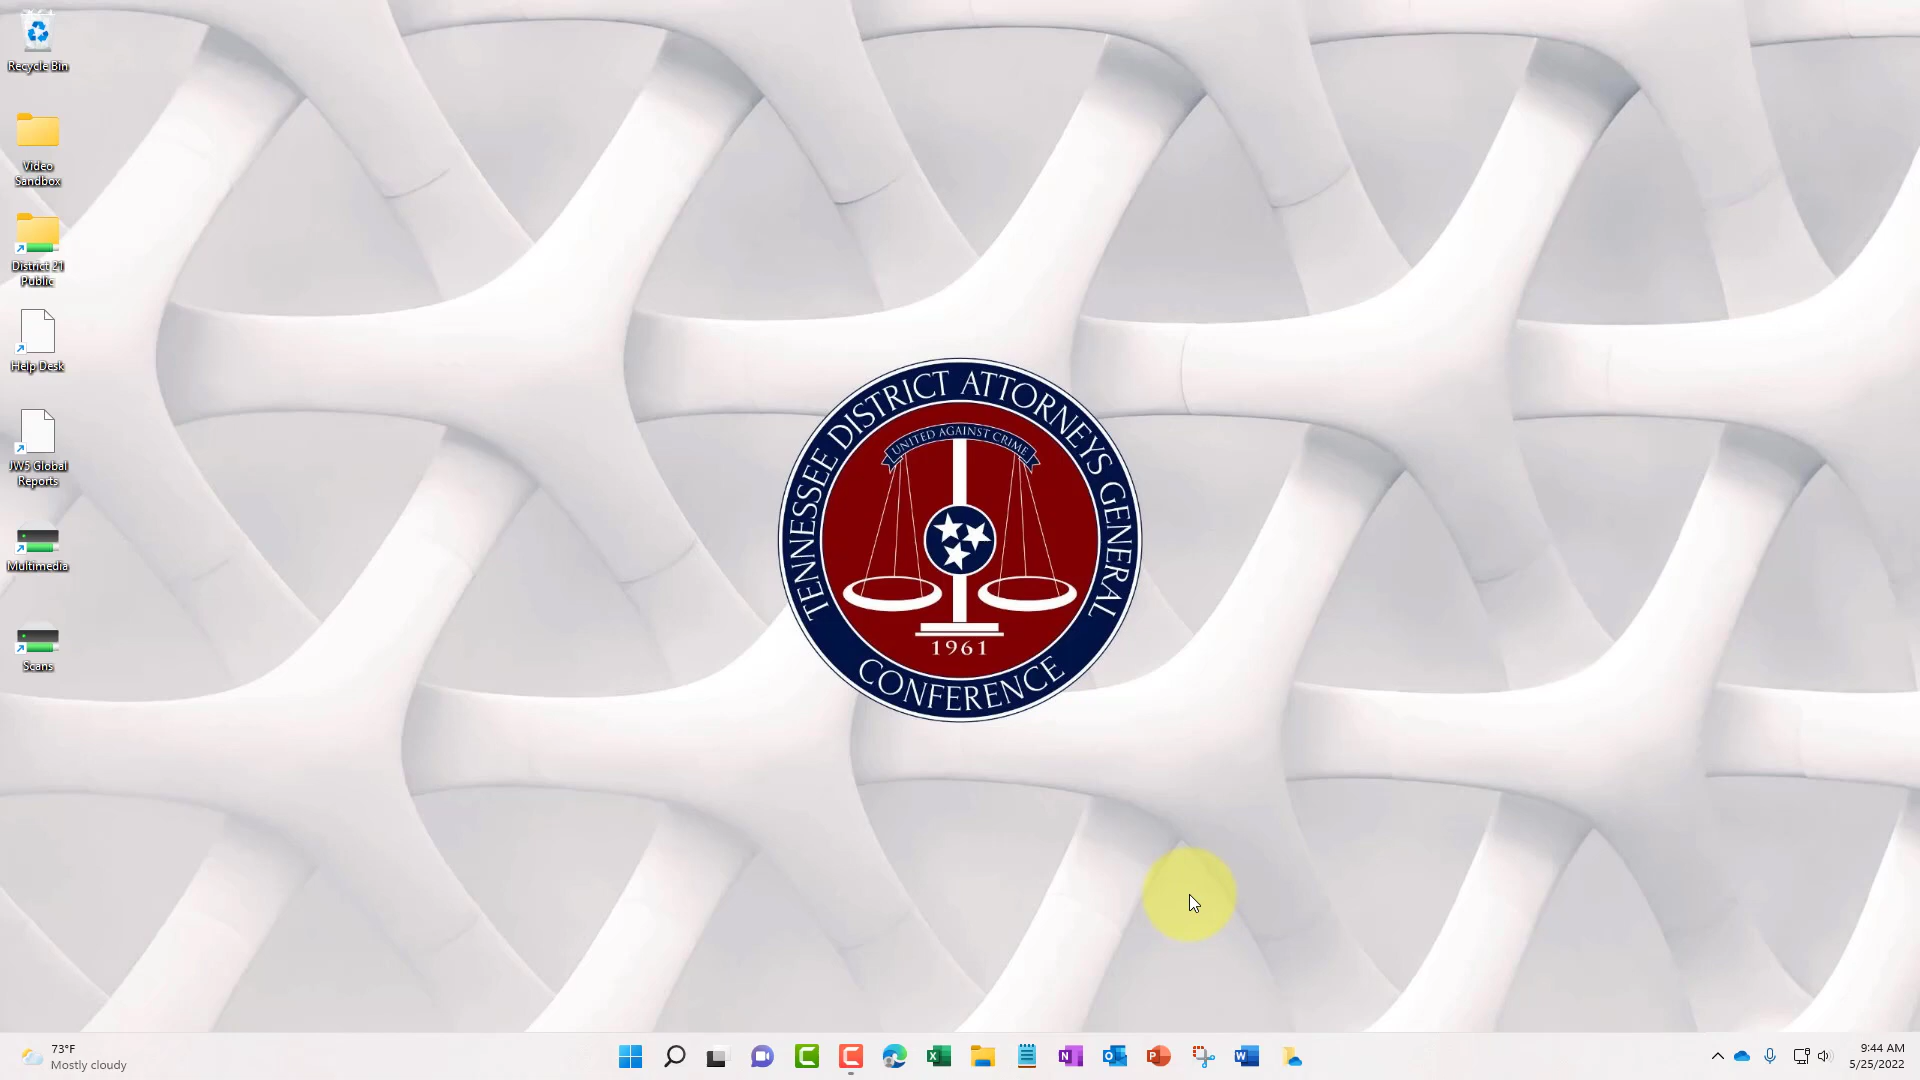 Recycle Bin
Video
Sandbox
District 21
Public
Help Desk
JW5 Global
Reports
Multimedia
Scans
TENNESSEE DISTRICT ATTORNEYS GENERAL
UNITED AGAINST CRIME
1961
CONFERENCE
73°F
Mostly cloudy
9:44 AM
5/25/2022